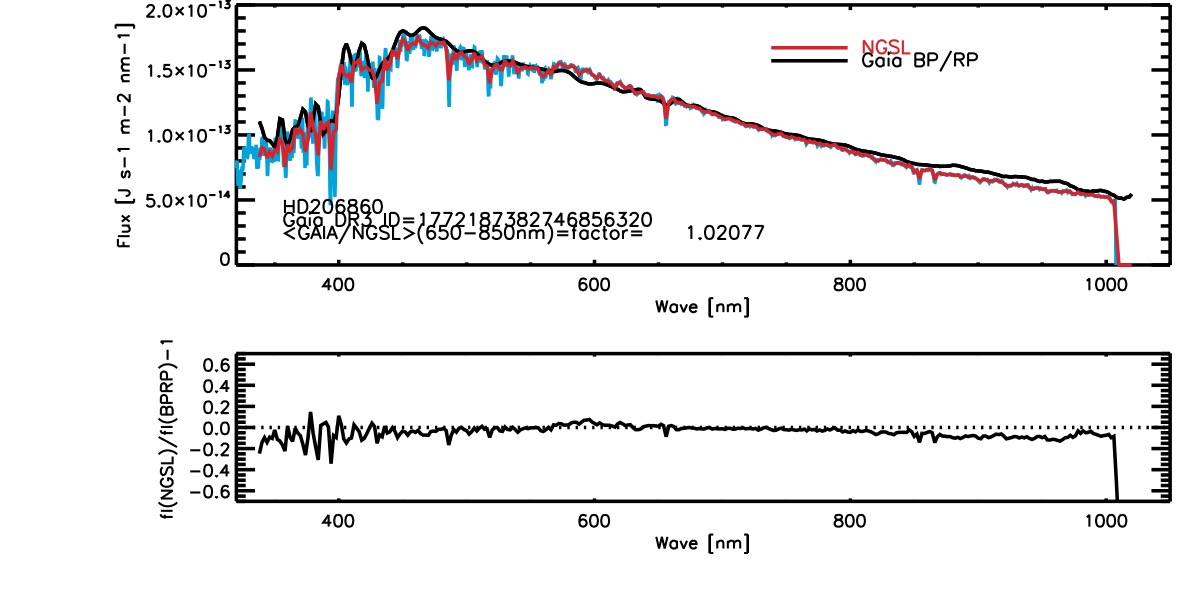 2.0×10−13
1.5×10−13
1.0×10−13
5.0×10−14
0
Flux [J s−1 m−2 nm−1]
NGSL
Gaia BP/RP
HD206860
Gaia DR3 ID=1772187382746856320
<GAIA/NGSL>(650−850nm)=factor= 1.02077
400 600 800 1000
Wave [nm]
fl(NGSL)/fl(BPRP)−1
0.6
0.4
0.2
0.0
−0.2
−0.4
−0.6
400 600 800 1000
Wave [nm]